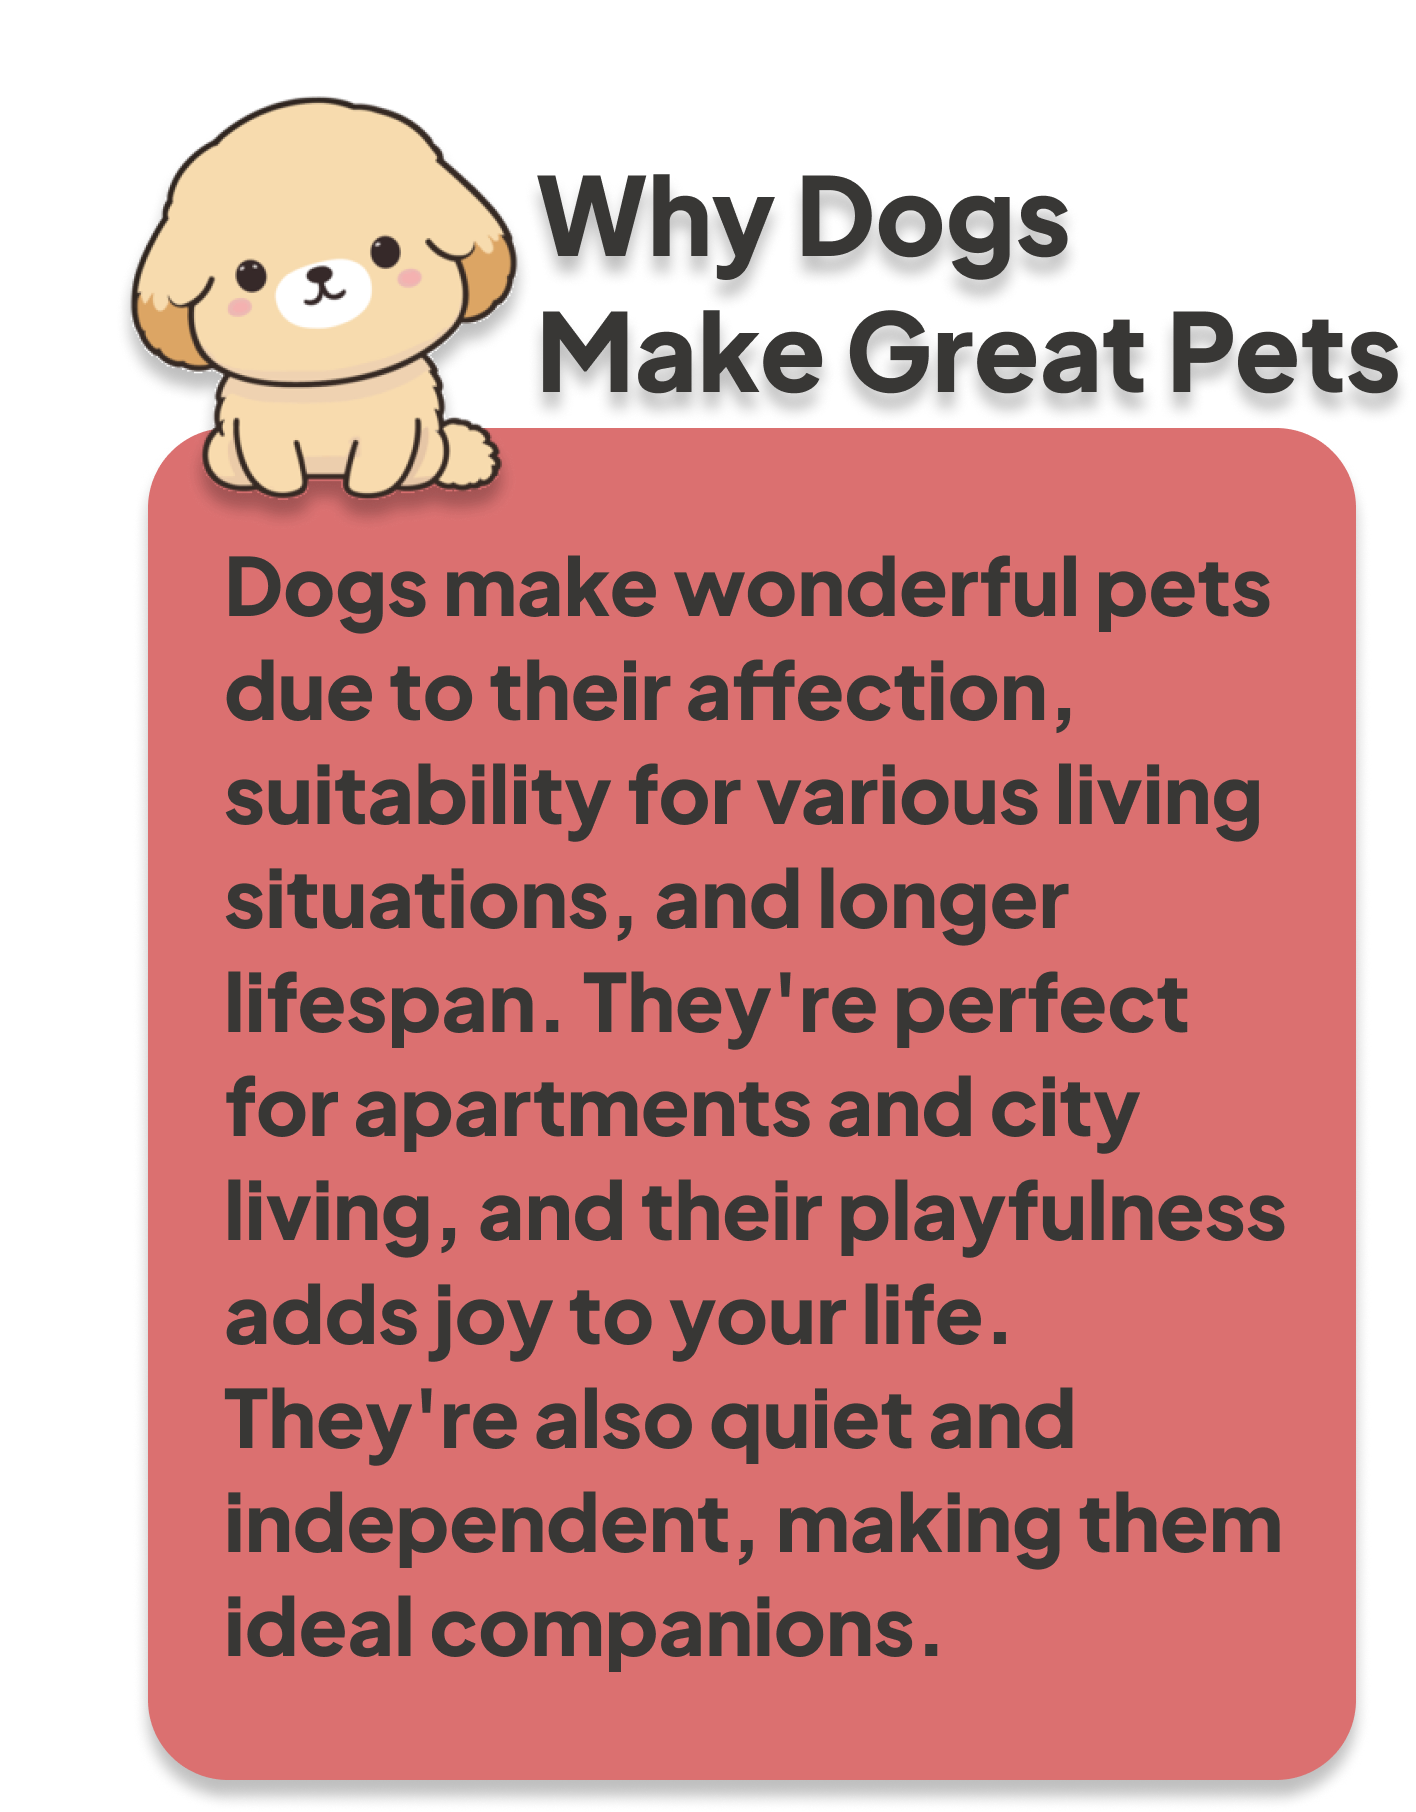 Why Dogs
Make Great Pets
Dogs make wonderful pets
due to their affection,
suitability for various living
situations, and longer
lifespan. They're perfect
for apartments and city
living, and their playfulness
adds joy to your life.
They're also quiet and
independent, making them
ideal companions.